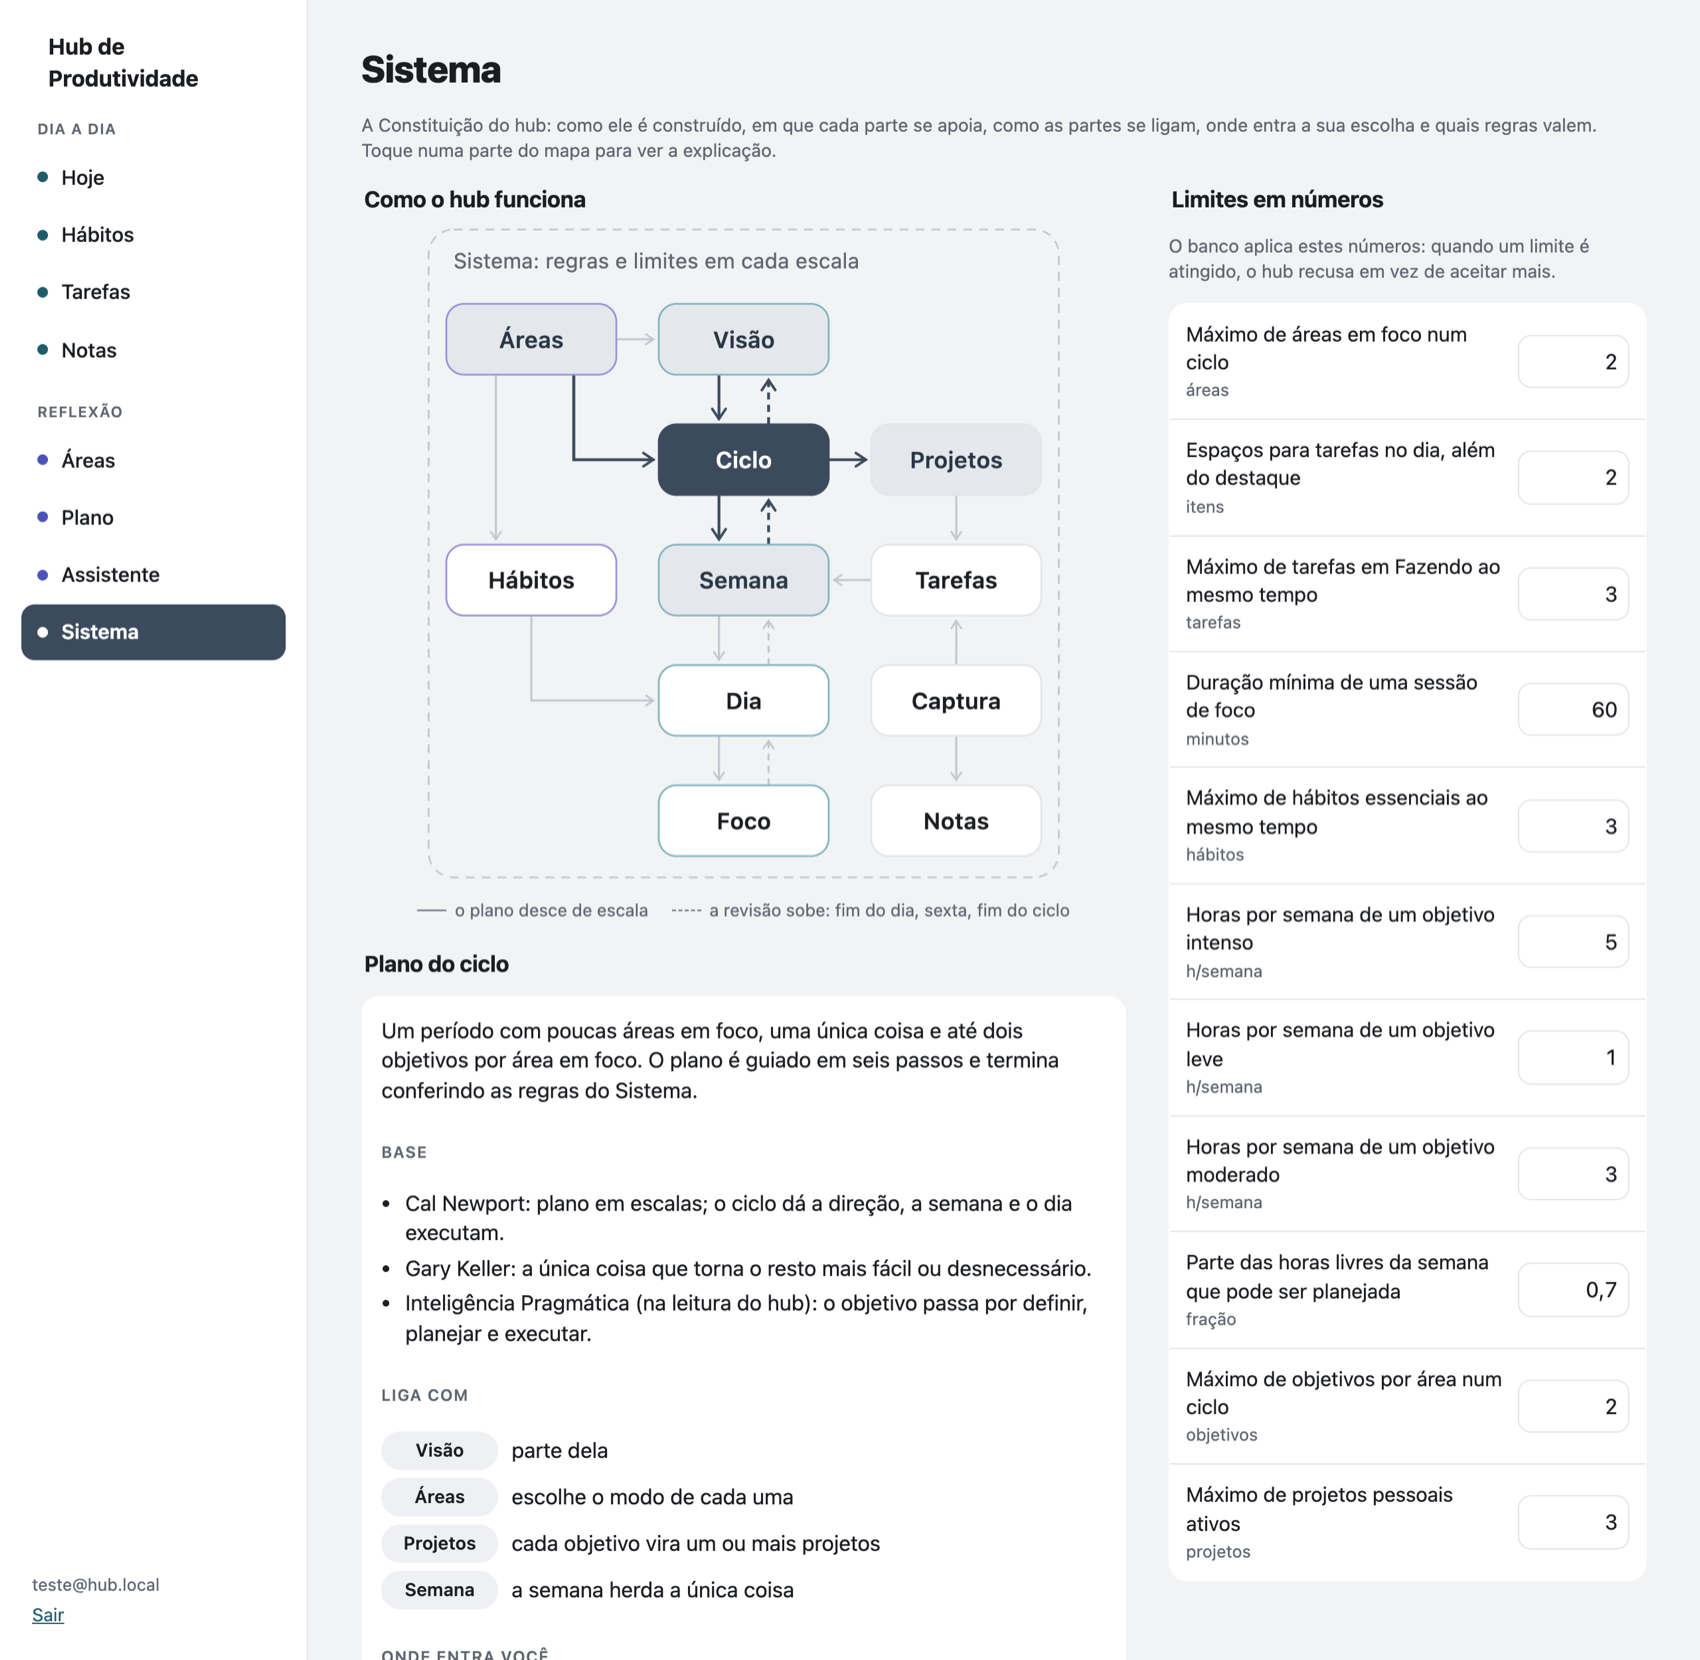 Hub de
Produtividade
DIA A DIA
Hoje
Hábitos
Tarefas
Notas
REFLEXÃO
Áreas
Plano
Assistente
Sistema
teste@hub.local
Sair
Sistema
A Constituição do hub: como ele é construído, em que cada parte se apoia, como as partes se ligam, onde entra a sua escolha e quais regras valem.
Toque numa parte do mapa para ver a explicação.
Como o hub funciona
Sistema: regras e limites em cada escala
Áreas
Visão
Ciclo
Projetos
Hábitos
Semana
Tarefas
Dia
Captura
Foco
Notas
o plano desce de escala
a revisão sobe: fim do dia, sexta, fim do ciclo
Plano do ciclo
Um período com poucas áreas em foco, uma única coisa e até dois
objetivos por área em foco. O plano é guiado em seis passos e termina
conferindo as regras do Sistema.
BASE
• Cal Newport: plano em escalas; o ciclo dá a direção, a semana e o dia
executam.
• Gary Keller: a única coisa que torna o resto mais fácil ou desnecessário.
• Inteligência Pragmática (na leitura do hub): o objetivo passa por definir,
planejar e executar.
LIGA COM
Visão parte dela
Áreas escolhe o modo de cada uma
Projetos cada objetivo vira um ou mais projetos
Semana a semana herda a única coisa
ONDE ENTRA VOCÊ
Limites em números
O banco aplica estes números: quando um limite é
atingido, o hub recusa em vez de aceitar mais.
Máximo de áreas em foco num
ciclo
áreas
2
Espaços para tarefas no dia, além
do destaque
itens
2
Máximo de tarefas em Fazendo ao
mesmo tempo
tarefas
3
Duração mínima de uma sessão
de foco
minutos
60
Máximo de hábitos essenciais ao
mesmo tempo
hábitos
3
Horas por semana de um objetivo
intenso
h/semana
5
Horas por semana de um objetivo
leve
h/semana
1
Horas por semana de um objetivo
moderado
h/semana
3
Parte das horas livres da semana
que pode ser planejada
fração
0,7
Máximo de objetivos por área num
ciclo
objetivos
2
Máximo de projetos pessoais
ativos
projetos
3